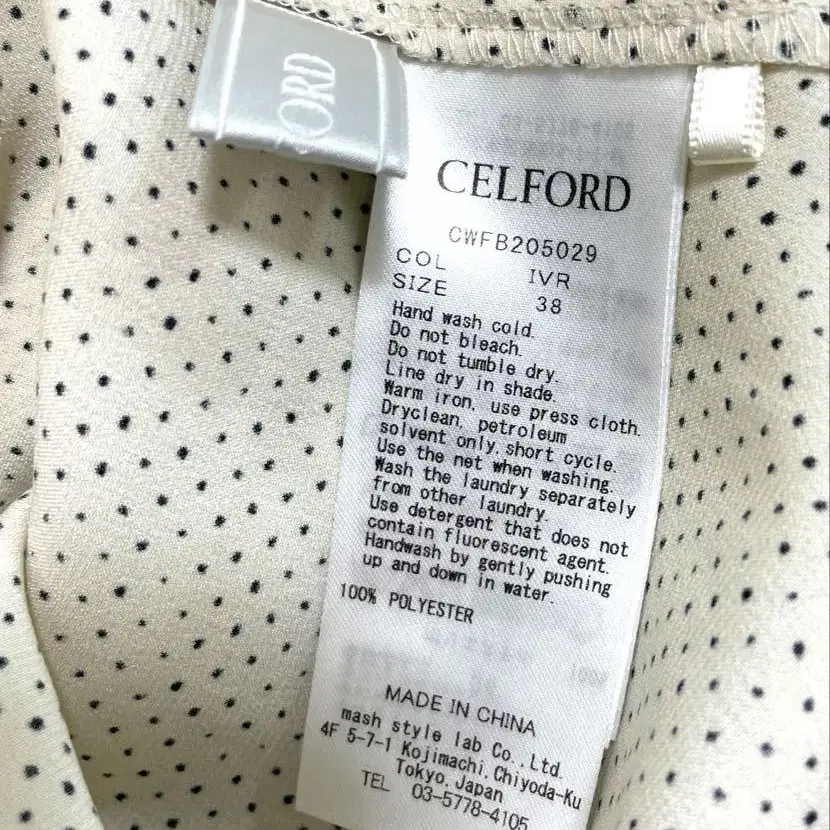 ORD
CELFORD
CWFB205029
COL IVR
SIZE 38
Hand wash cold.
Do not bleach.
Do not tumble dry.
Line dry in shade.
Warm iron, use press cloth.
Dryclean, petroleum
solvent only, short cycle.
Use the net when washing.
Wash the laundry separately
from other laundry.
Use detergent that does not
contain fluorescent agent.
Handwash by gently pushing
up and down in water.
100% POLYESTER
MADE IN CHINA
mash style lab Co.,Ltd.
4F 5-7-1 Kojimachi,Chiyoda-Ku
Tokyo,Japan
TEL 03-5778-4105